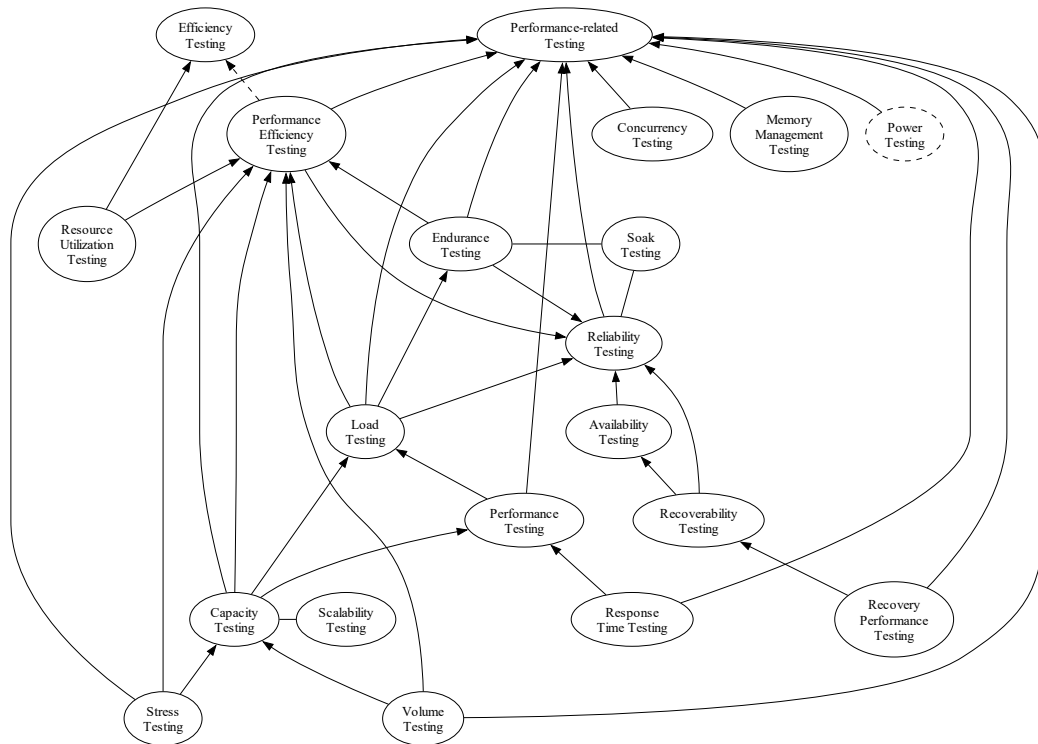 Efficiency
Testing
Performance-related
Testing
Performance
Efficiency
Testing
Concurrency
Testing
Memory
Management
Testing
Power
Testing
Resource
Utilization
Testing
Endurance
Testing
Soak
Testing
Reliability
Testing
Load
Testing
Availability
Testing
Performance
Testing
Recoverability
Testing
Capacity
Testing
Scalability
Testing
Response
Time Testing
Recovery
Performance
Testing
Stress
Testing
Volume
Testing